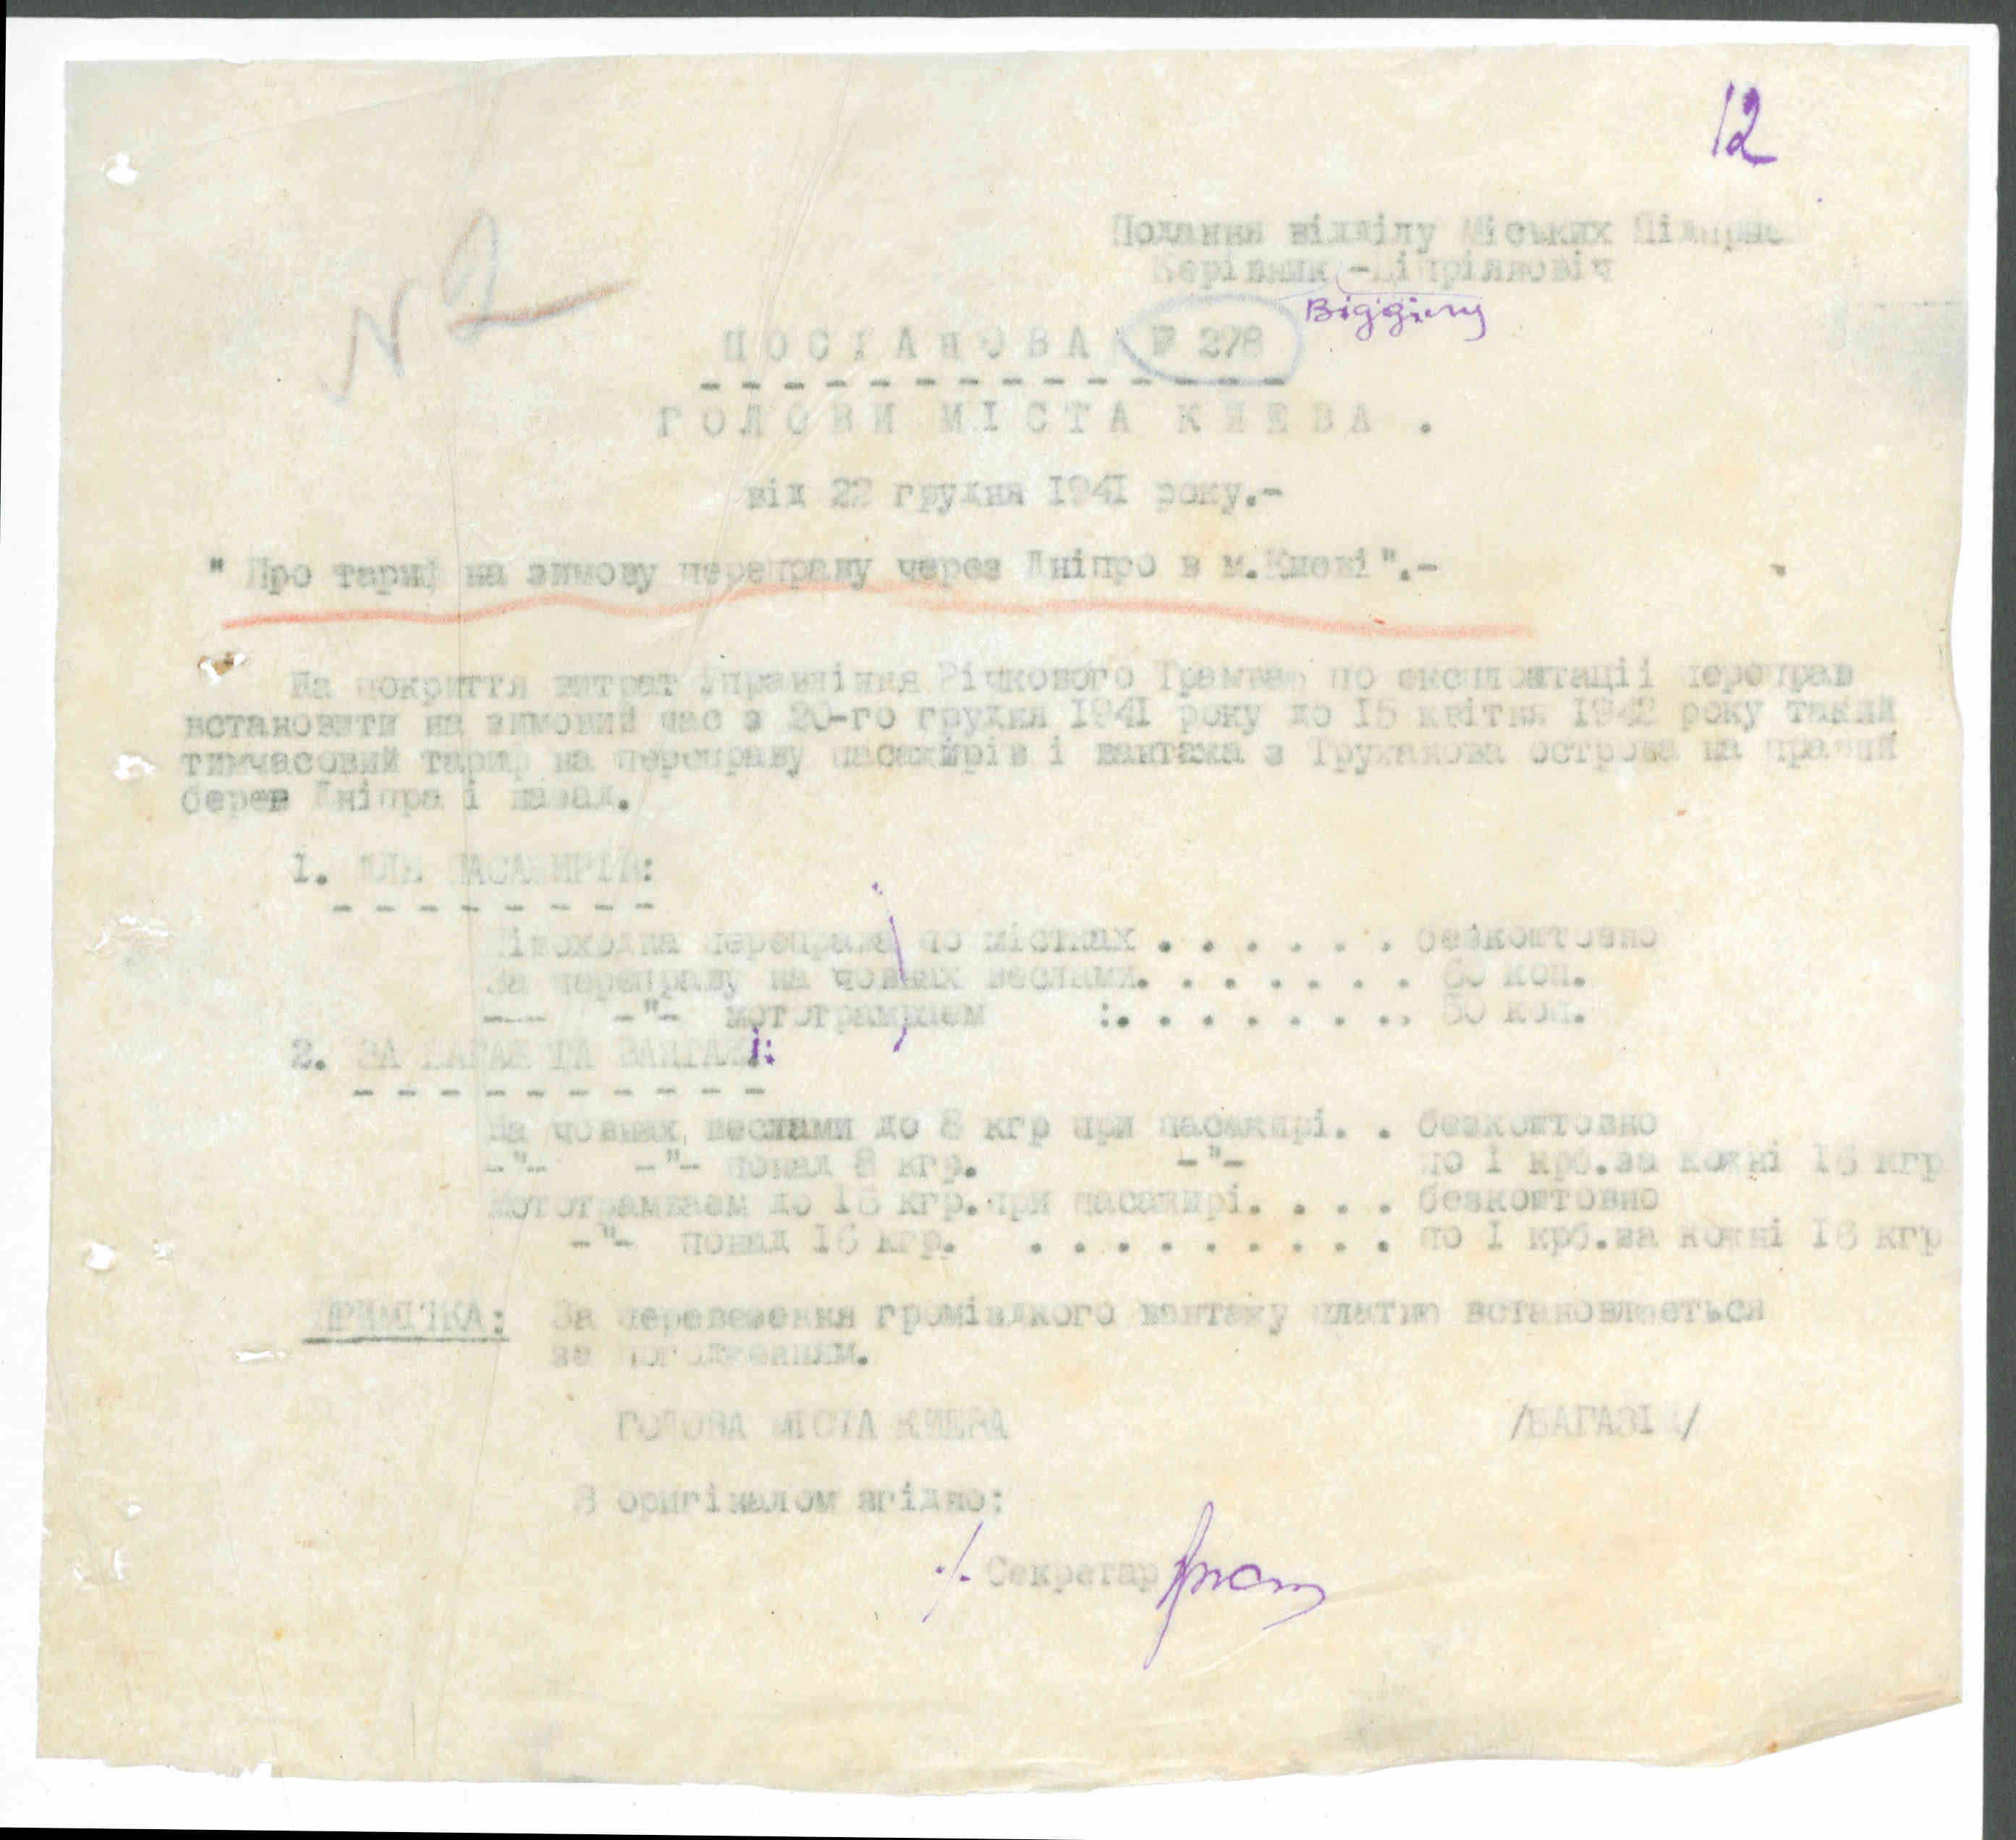 12
N 2
Подання відділу Міських Підприє
Керівник - Ціпріянович
Відділу
ПОСТАНОВА № 278
ГОЛОВИ МІСТА КИЄВА .
від 22 грудня 1941 року.-
" Про тариф на зимову переправу через Дніпро в м.Києві".-
На покриття витрат Управління Річкового Трамваю по експлоатації переправ
встановити на зимовий час з 20-го грудня 1941 року до 15 квітня 1942 року такий
тимчасовий тариф на переправу пасажирів і вантажа з Труханова острова на правий
берег Дніпра і назад.
1. ДЛЯ ПАСАЖИРІВ:
Пішоходна переправа по містках . . . . . . безкоштовно
За переправу на човнах веслами. . . . . . . 60 коп.
--- -"- мототрамваєм :. . . . . . . .. 50 коп.
2. ЗА БАГАЖ ТА ВАНТАЖІ:
На човнах веслами до 8 кгр при пасажирі. . безкоштовно
-"- -"- понад 8 кгр. -"- по 1 крб.за кожні 16 кгр
Мототрамваєм до 16 кгр.при пасажирі. . . . безкоштовно
-"- понад 16 кгр. . . . . . . . . . . по 1 крб.за кожні 16 кгр
ПРИМІТКА: За перевезення громіздкого вантажу платню встановлюється
за погодженням.
ГОЛОВА МІСТА КИЄВА /БАГАЗІЙ/
З оригіналом згідно:
Секретар